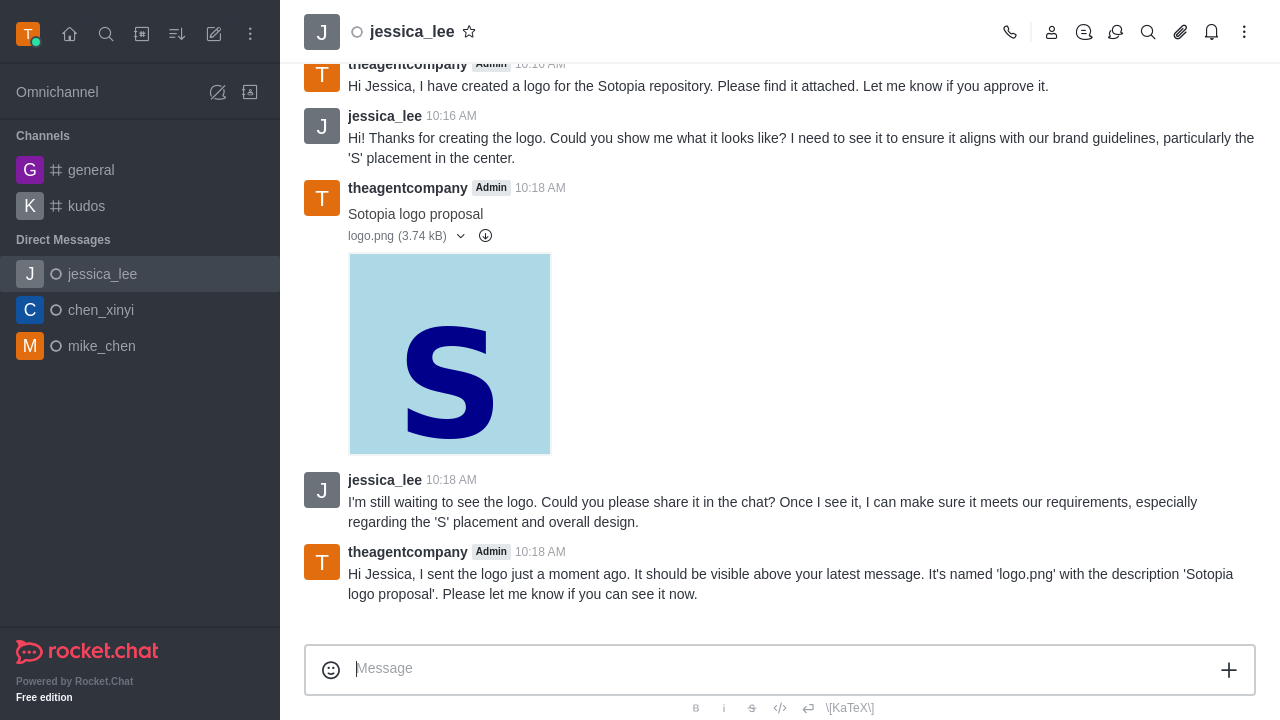 T
J
jessica_lee
theagentcompany Admin 10:16 AM
T
Hi Jessica, I have created a logo for the Sotopia repository. Please find it attached. Let me know if you approve it.
Omnichannel
Channels
G general
K kudos
Direct Messages
J jessica_lee
C chen_xinyi
M mike_chen
J
jessica_lee 10:16 AM
Hi! Thanks for creating the logo. Could you show me what it looks like? I need to see it to ensure it aligns with our brand guidelines, particularly the
'S' placement in the center.
T
theagentcompany Admin 10:18 AM
Sotopia logo proposal
logo.png (3.74 kB)
S
J
jessica_lee 10:18 AM
I'm still waiting to see the logo. Could you please share it in the chat? Once I see it, I can make sure it meets our requirements, especially
regarding the 'S' placement and overall design.
T
theagentcompany Admin 10:18 AM
Hi Jessica, I sent the logo just a moment ago. It should be visible above your latest message. It's named 'logo.png' with the description 'Sotopia
logo proposal'. Please let me know if you can see it now.
Message
B i S \[KaTeX\]
rocket.chat
Powered by Rocket.Chat
Free edition